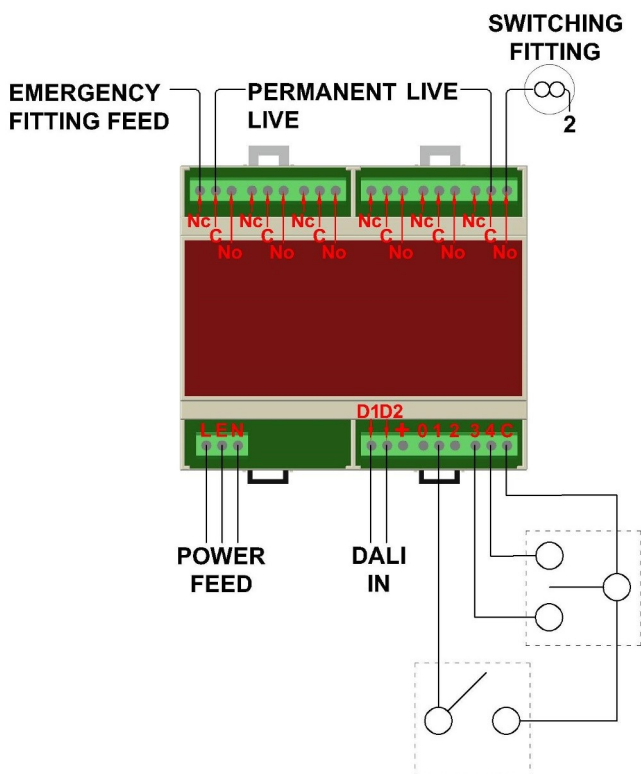 SWITCHING
FITTING
EMERGENCY
FITTING FEED
PERMANENT LIVE
LIVE
2
Nc C No Nc C No Nc C No Nc C No Nc C No Nc C No
D1D2
L E N + 0 1 2 3 4 C
POWER
FEED
DALI
IN